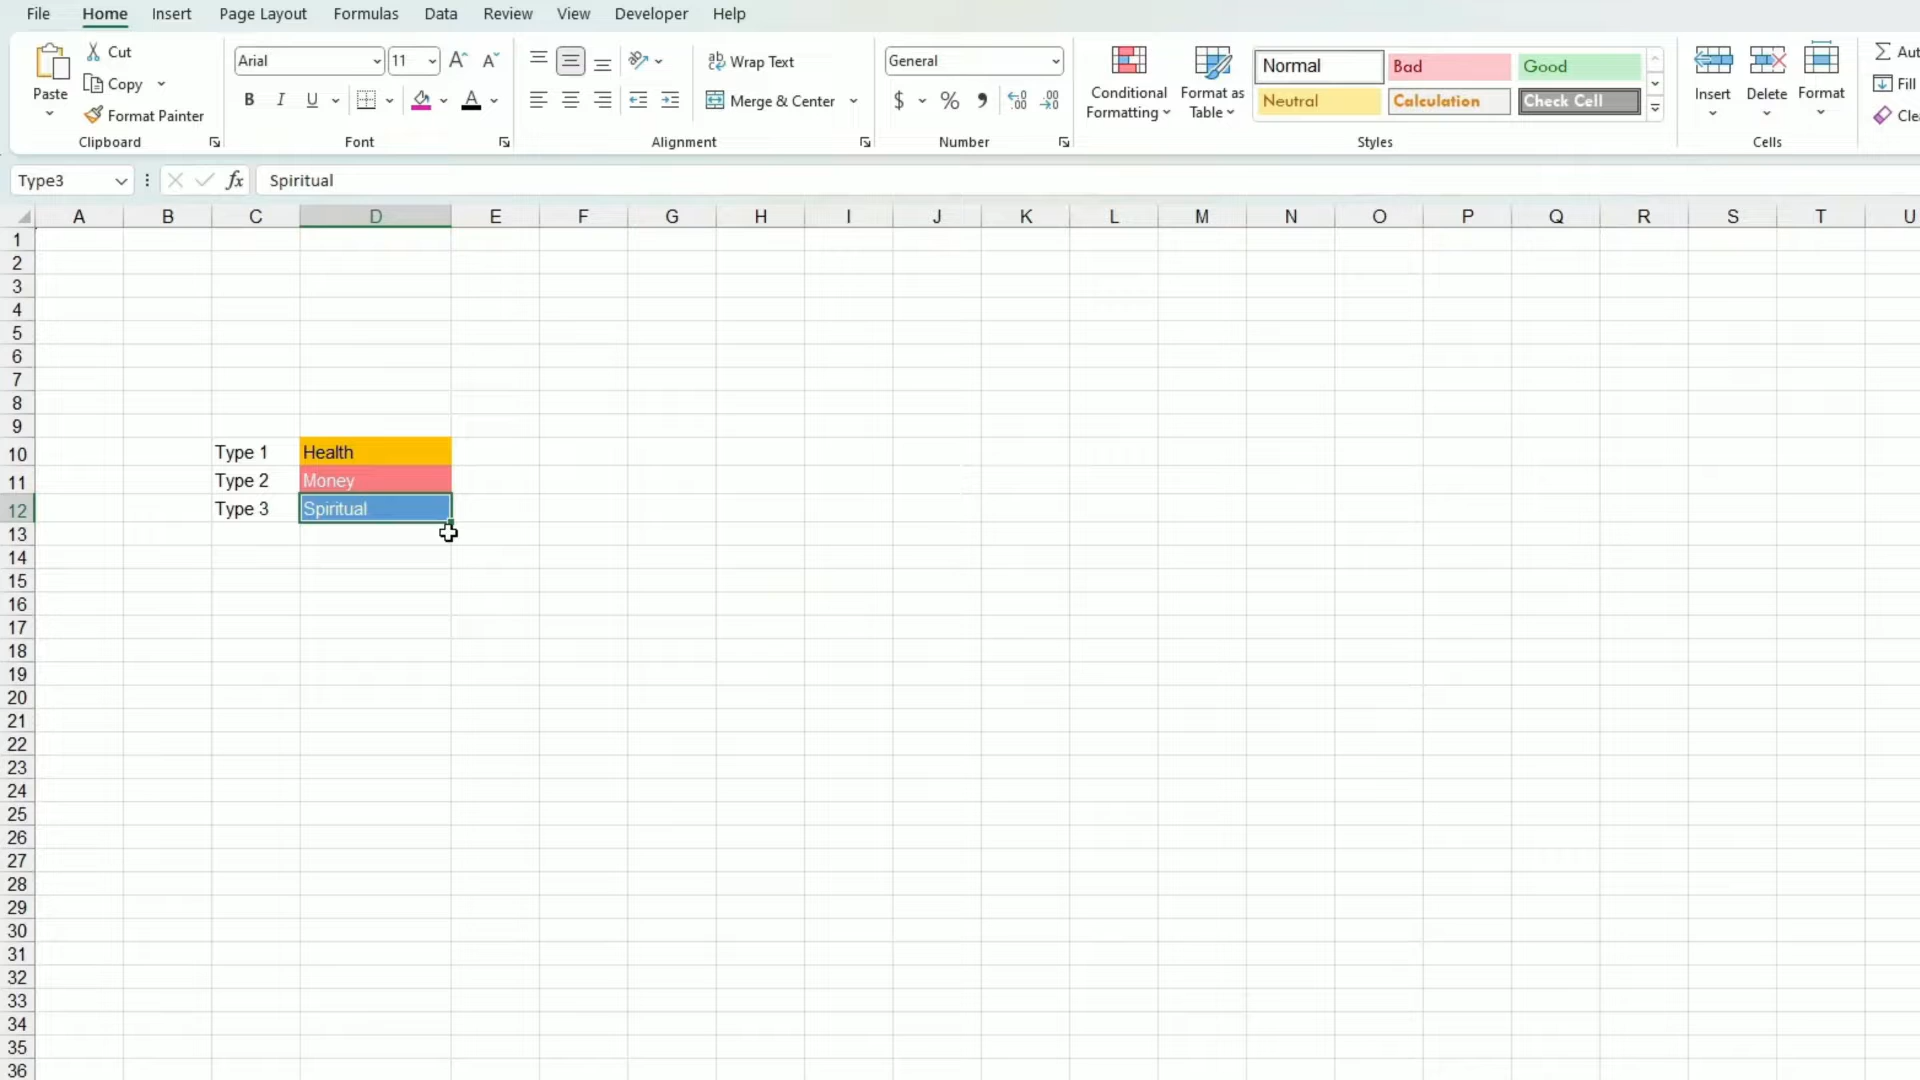 File Home Insert Page Layout Formulas Data Review View Developer Help
Paste
Cut
Copy
Format Painter
Clipboard
Arial 11
B I U A
Font
Wrap Text
Merge & Center
Alignment
General
$ %
Number
Conditional Formatting
Format as Table
Normal Bad Good
Neutral Calculation Check Cell
Styles
Insert Delete Format
Cells
Aut
Fill
Cle
Type3 fx Spiritual
A B C D E F G H I J K L M N O P Q R S T U
1
2
3
4
5
6
7
8
9
10 Type 1 Health
11 Type 2 Money
12 Type 3 Spiritual
13
14
15
16
17
18
19
20
21
22
23
24
25
26
27
28
29
30
31
32
33
34
35
36